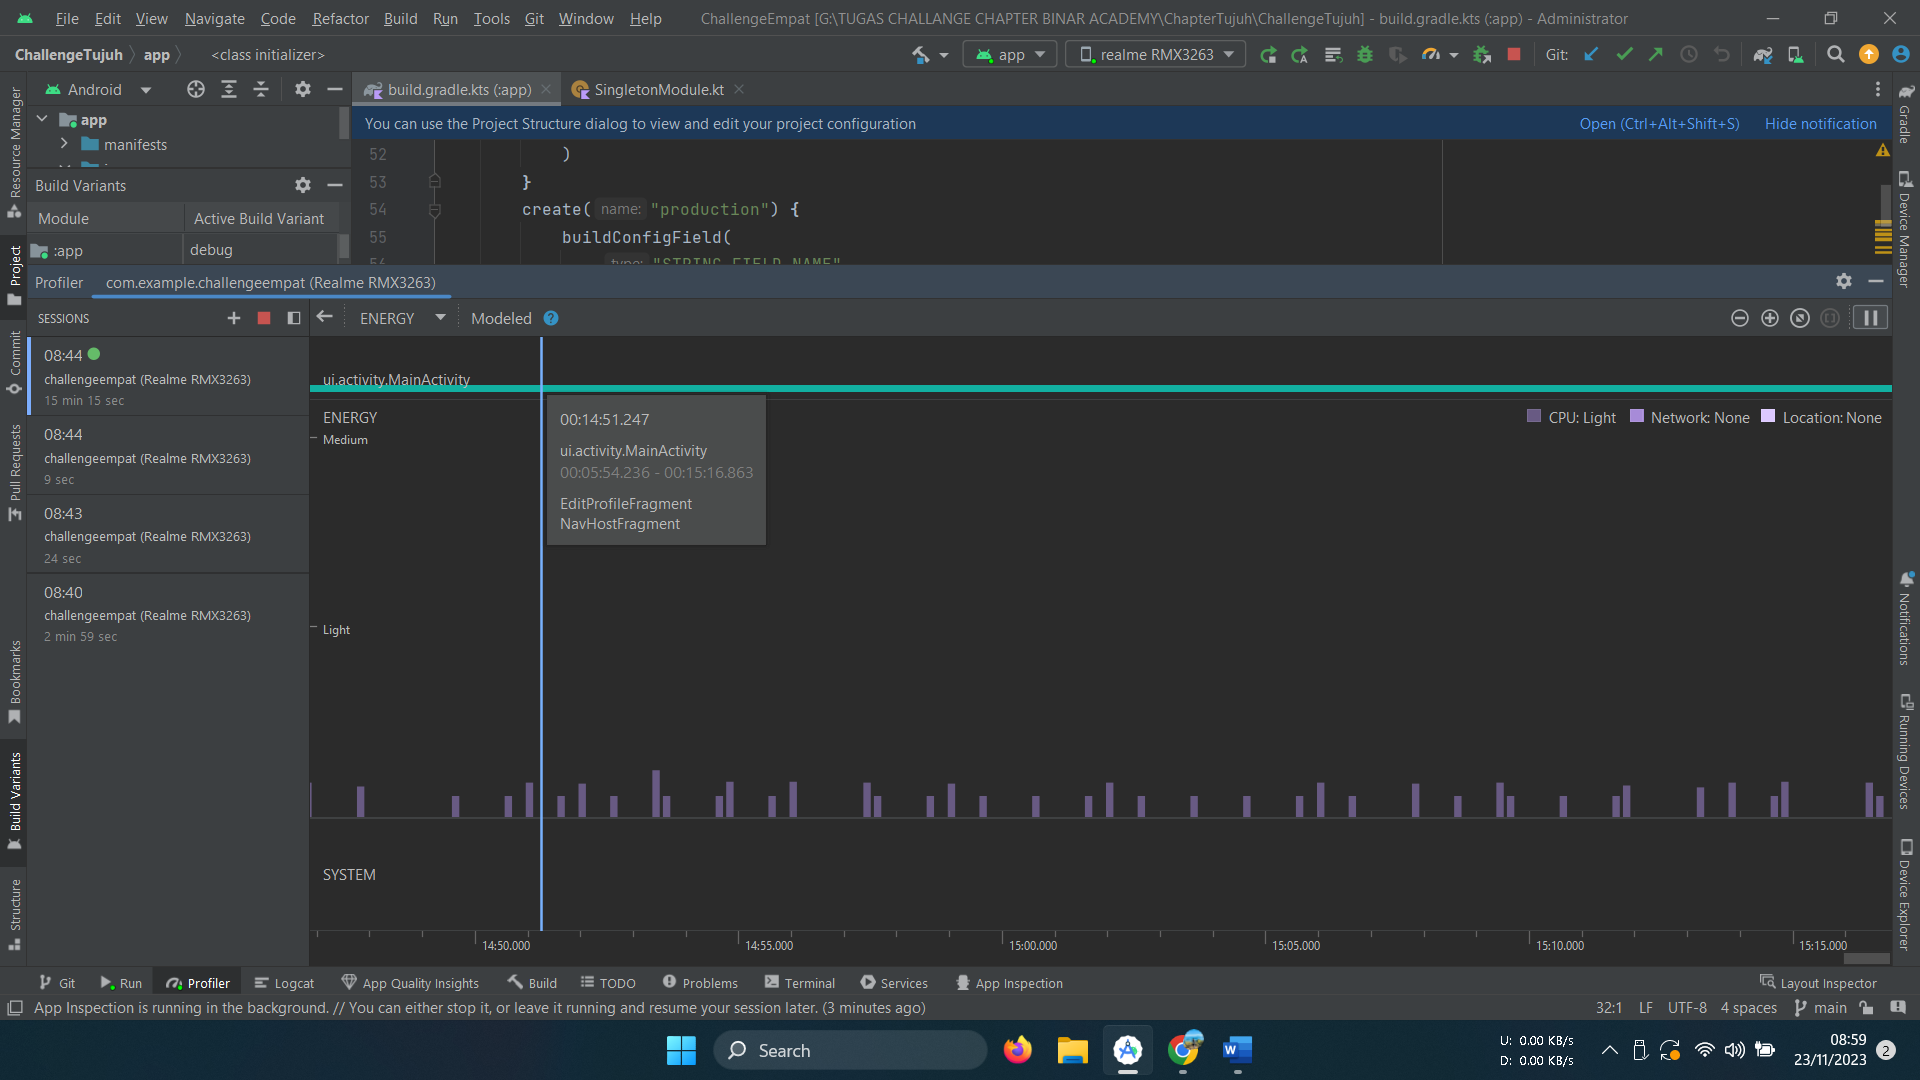 File Edit View Navigate Code Refactor Build Run Tools Git Window Help ChallengeEmpat [G:\TUGAS CHALLANGE CHAPTER BINAR ACADEMY\ChapterTujuh\ChallengeTujuh] - build.gradle.kts (:app) - Administrator
ChallengeTujuh app <class initializer> app realme RMX3263 Git:
Android build.gradle.kts (:app) SingletonModule.kt
app
manifests
You can use the Project Structure dialog to view and edit your project configuration Open (Ctrl+Alt+Shift+S) Hide notification
52 )
53 }
54 create( name: "production") {
55 buildConfigField(
56 type: "STRING_FIELD_NAME"
Build Variants
Module Active Build Variant
:app debug
Profiler com.example.challengeempat (Realme RMX3263)
SESSIONS ENERGY Modeled
08:44
challengeempat (Realme RMX3263)
15 min 15 sec
08:44
challengeempat (Realme RMX3263)
9 sec
08:43
challengeempat (Realme RMX3263)
24 sec
08:40
challengeempat (Realme RMX3263)
2 min 59 sec
ui.activity.MainActivity
ENERGY CPU: Light Network: None Location: None
Medium
00:14:51.247
ui.activity.MainActivity
00:05:54.236 - 00:15:16.863
EditProfileFragment
NavHostFragment
Light
SYSTEM
14:50.000 14:55.000 15:00.000 15:05.000 15:10.000 15:15.000
Resource Manager
Project
Commit
Pull Requests
Bookmarks
Build Variants
Structure
Gradle
Device Manager
Notifications
Running Devices
Device Explorer
Git Run Profiler Logcat App Quality Insights Build TODO Problems Terminal Services App Inspection Layout Inspector
App Inspection is running in the background. // You can either stop it, or leave it running and resume your session later. (3 minutes ago) 32:1 LF UTF-8 4 spaces main
Search
U: 0.00 KB/s
D: 0.00 KB/s
08:59
23/11/2023 2